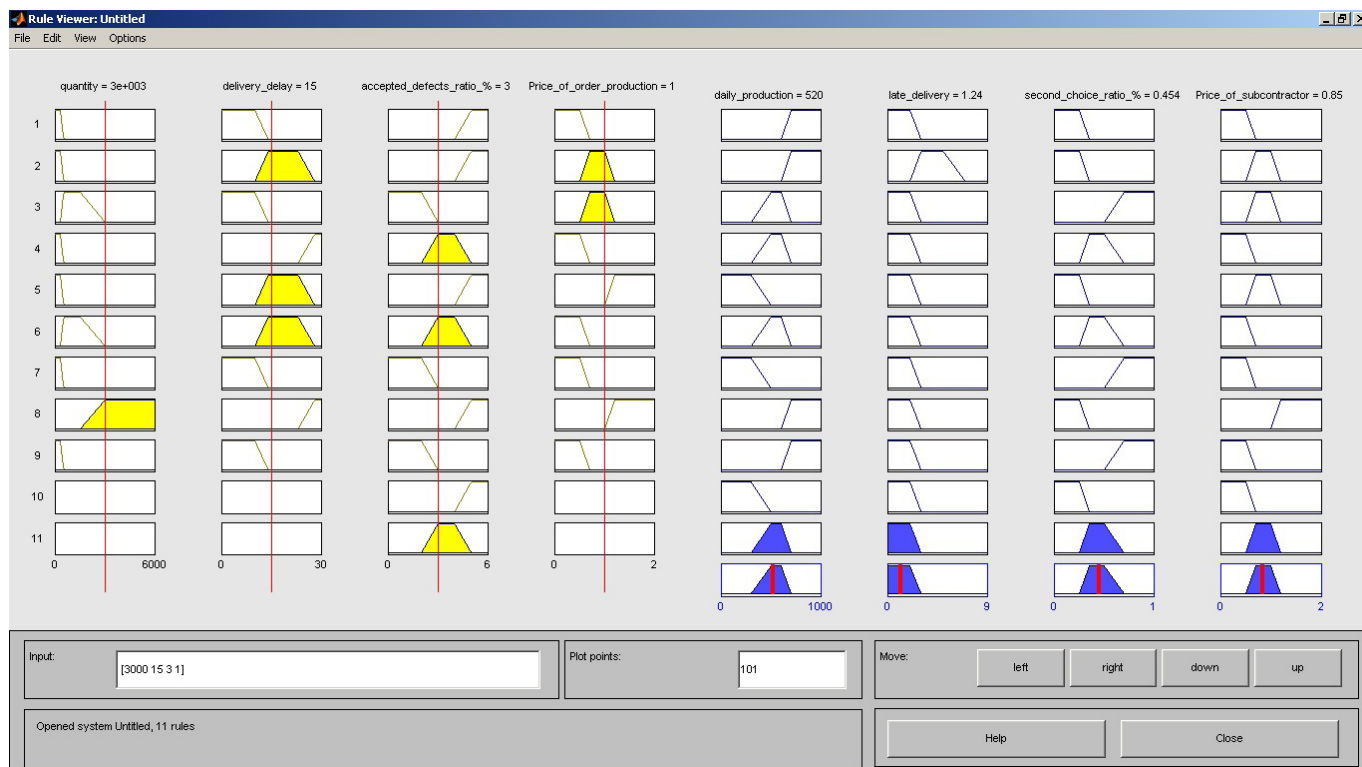 Rule Viewer: Untitled
File Edit View Options
quantity = 3e+003 delivery_delay = 15 accepted_defects_ratio_% = 3 Price_of_order_production = 1 daily_production = 520 late_delivery = 1.24 second_choice_ratio_% = 0.454 Price_of_subcontractor = 0.85
1
2
3
4
5
6
7
8
9
10
11
0 6000 0 30 0 6 0 2
0 1000 0 9 0 1 0 2
Input: [3000 15 3 1] Plot points: 101 Move: left right down up
Opened system Untitled, 11 rules Help Close